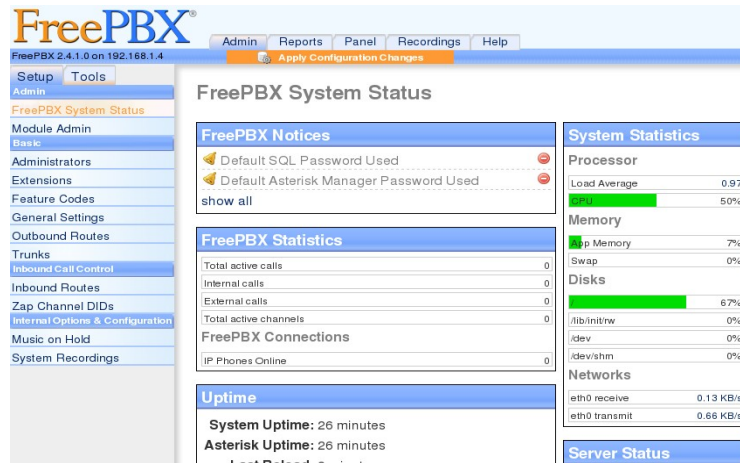 FreePBX®
Admin Reports Panel Recordings Help
FreePBX 2.4.1.0 on 192.168.1.4
Apply Configuration Changes
Setup Tools
Admin
FreePBX System Status
Module Admin
Basic
Administrators
Extensions
Feature Codes
General Settings
Outbound Routes
Trunks
Inbound Call Control
Inbound Routes
Zap Channel DIDs
Internal Options & Configuration
Music on Hold
System Recordings
FreePBX System Status
FreePBX Notices
Default SQL Password Used
Default Asterisk Manager Password Used
show all
FreePBX Statistics
Total active calls 0
Internal calls 0
External calls 0
Total active channels 0
FreePBX Connections
IP Phones Online 0
Uptime
System Uptime: 26 minutes
Asterisk Uptime: 26 minutes
System Statistics
Processor
Load Average 0.97
CPU 50%
Memory
App Memory 7%
Swap 0%
Disks
/ 67%
/lib/init/rw 0%
/dev 0%
/dev/shm 0%
Networks
eth0 receive 0.13 KB/s
eth0 transmit 0.66 KB/s
Server Status